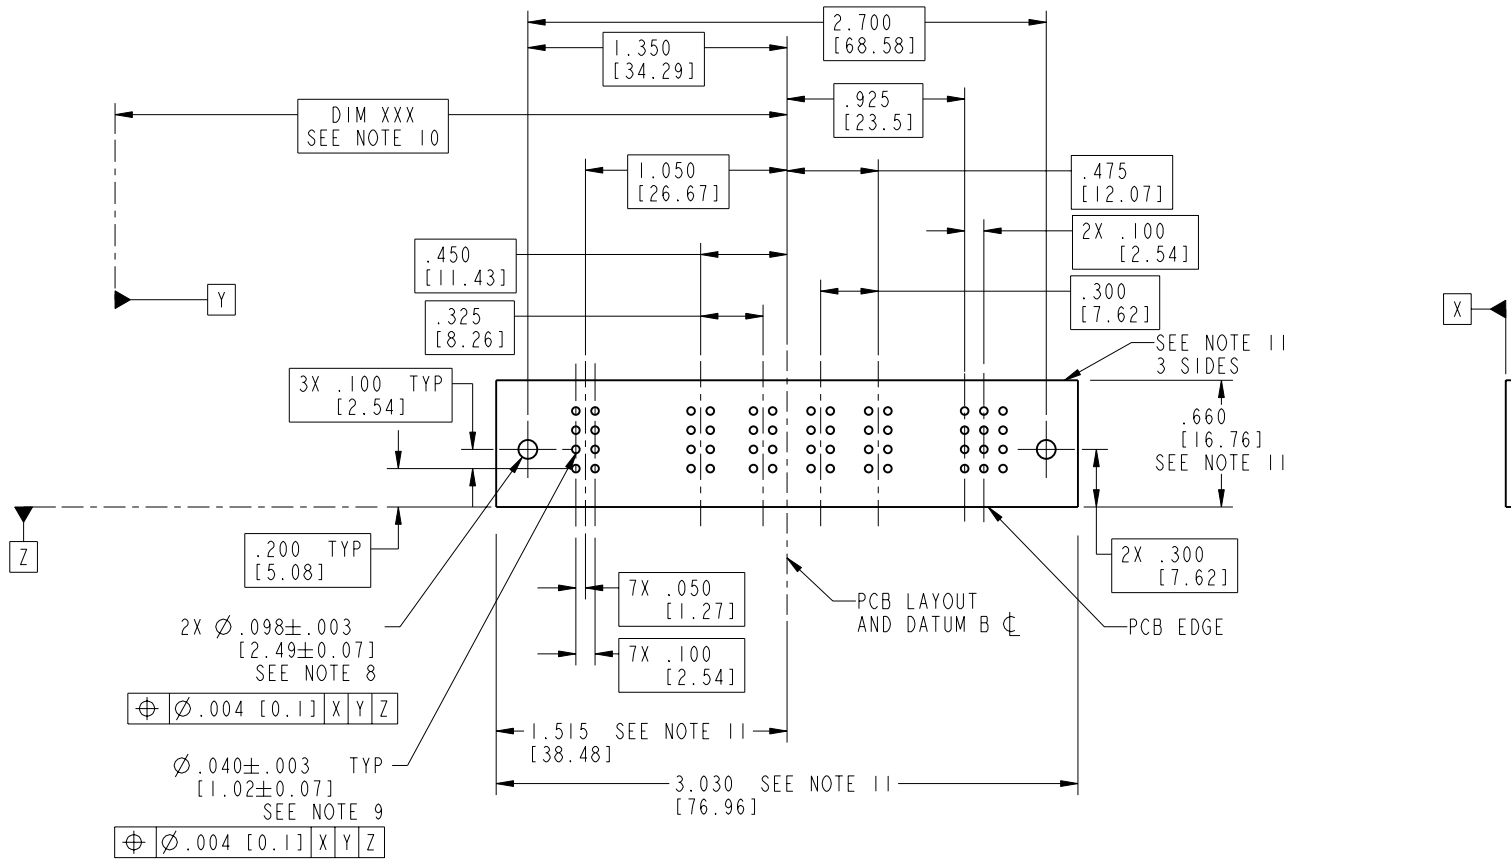 2.700
[68.58]
1.350
[34.29]
.925
[23.5]
DIM XXX
SEE NOTE 10
1.050
[26.67]
.475
[12.07]
2X .100
[2.54]
.450
[11.43]
.300
[7.62]
Y
X
.325
[8.26]
SEE NOTE 11
3 SIDES
3X .100 TYP
[2.54]
.660
[16.76]
SEE NOTE 11
Z
.200 TYP
[5.08]
2X .300
[7.62]
7X .050
[1.27]
PCB LAYOUT
AND DATUM B ℄
PCB EDGE
2X Ø.098±.003
[2.49±0.07]
SEE NOTE 8
7X .100
[2.54]
⌖ Ø.004 [0.1] X Y Z
1.515 SEE NOTE 11
[38.48]
Ø.040±.003 TYP
[1.02±0.07]
SEE NOTE 9
3.030 SEE NOTE 11
[76.96]
⌖ Ø.004 [0.1] X Y Z